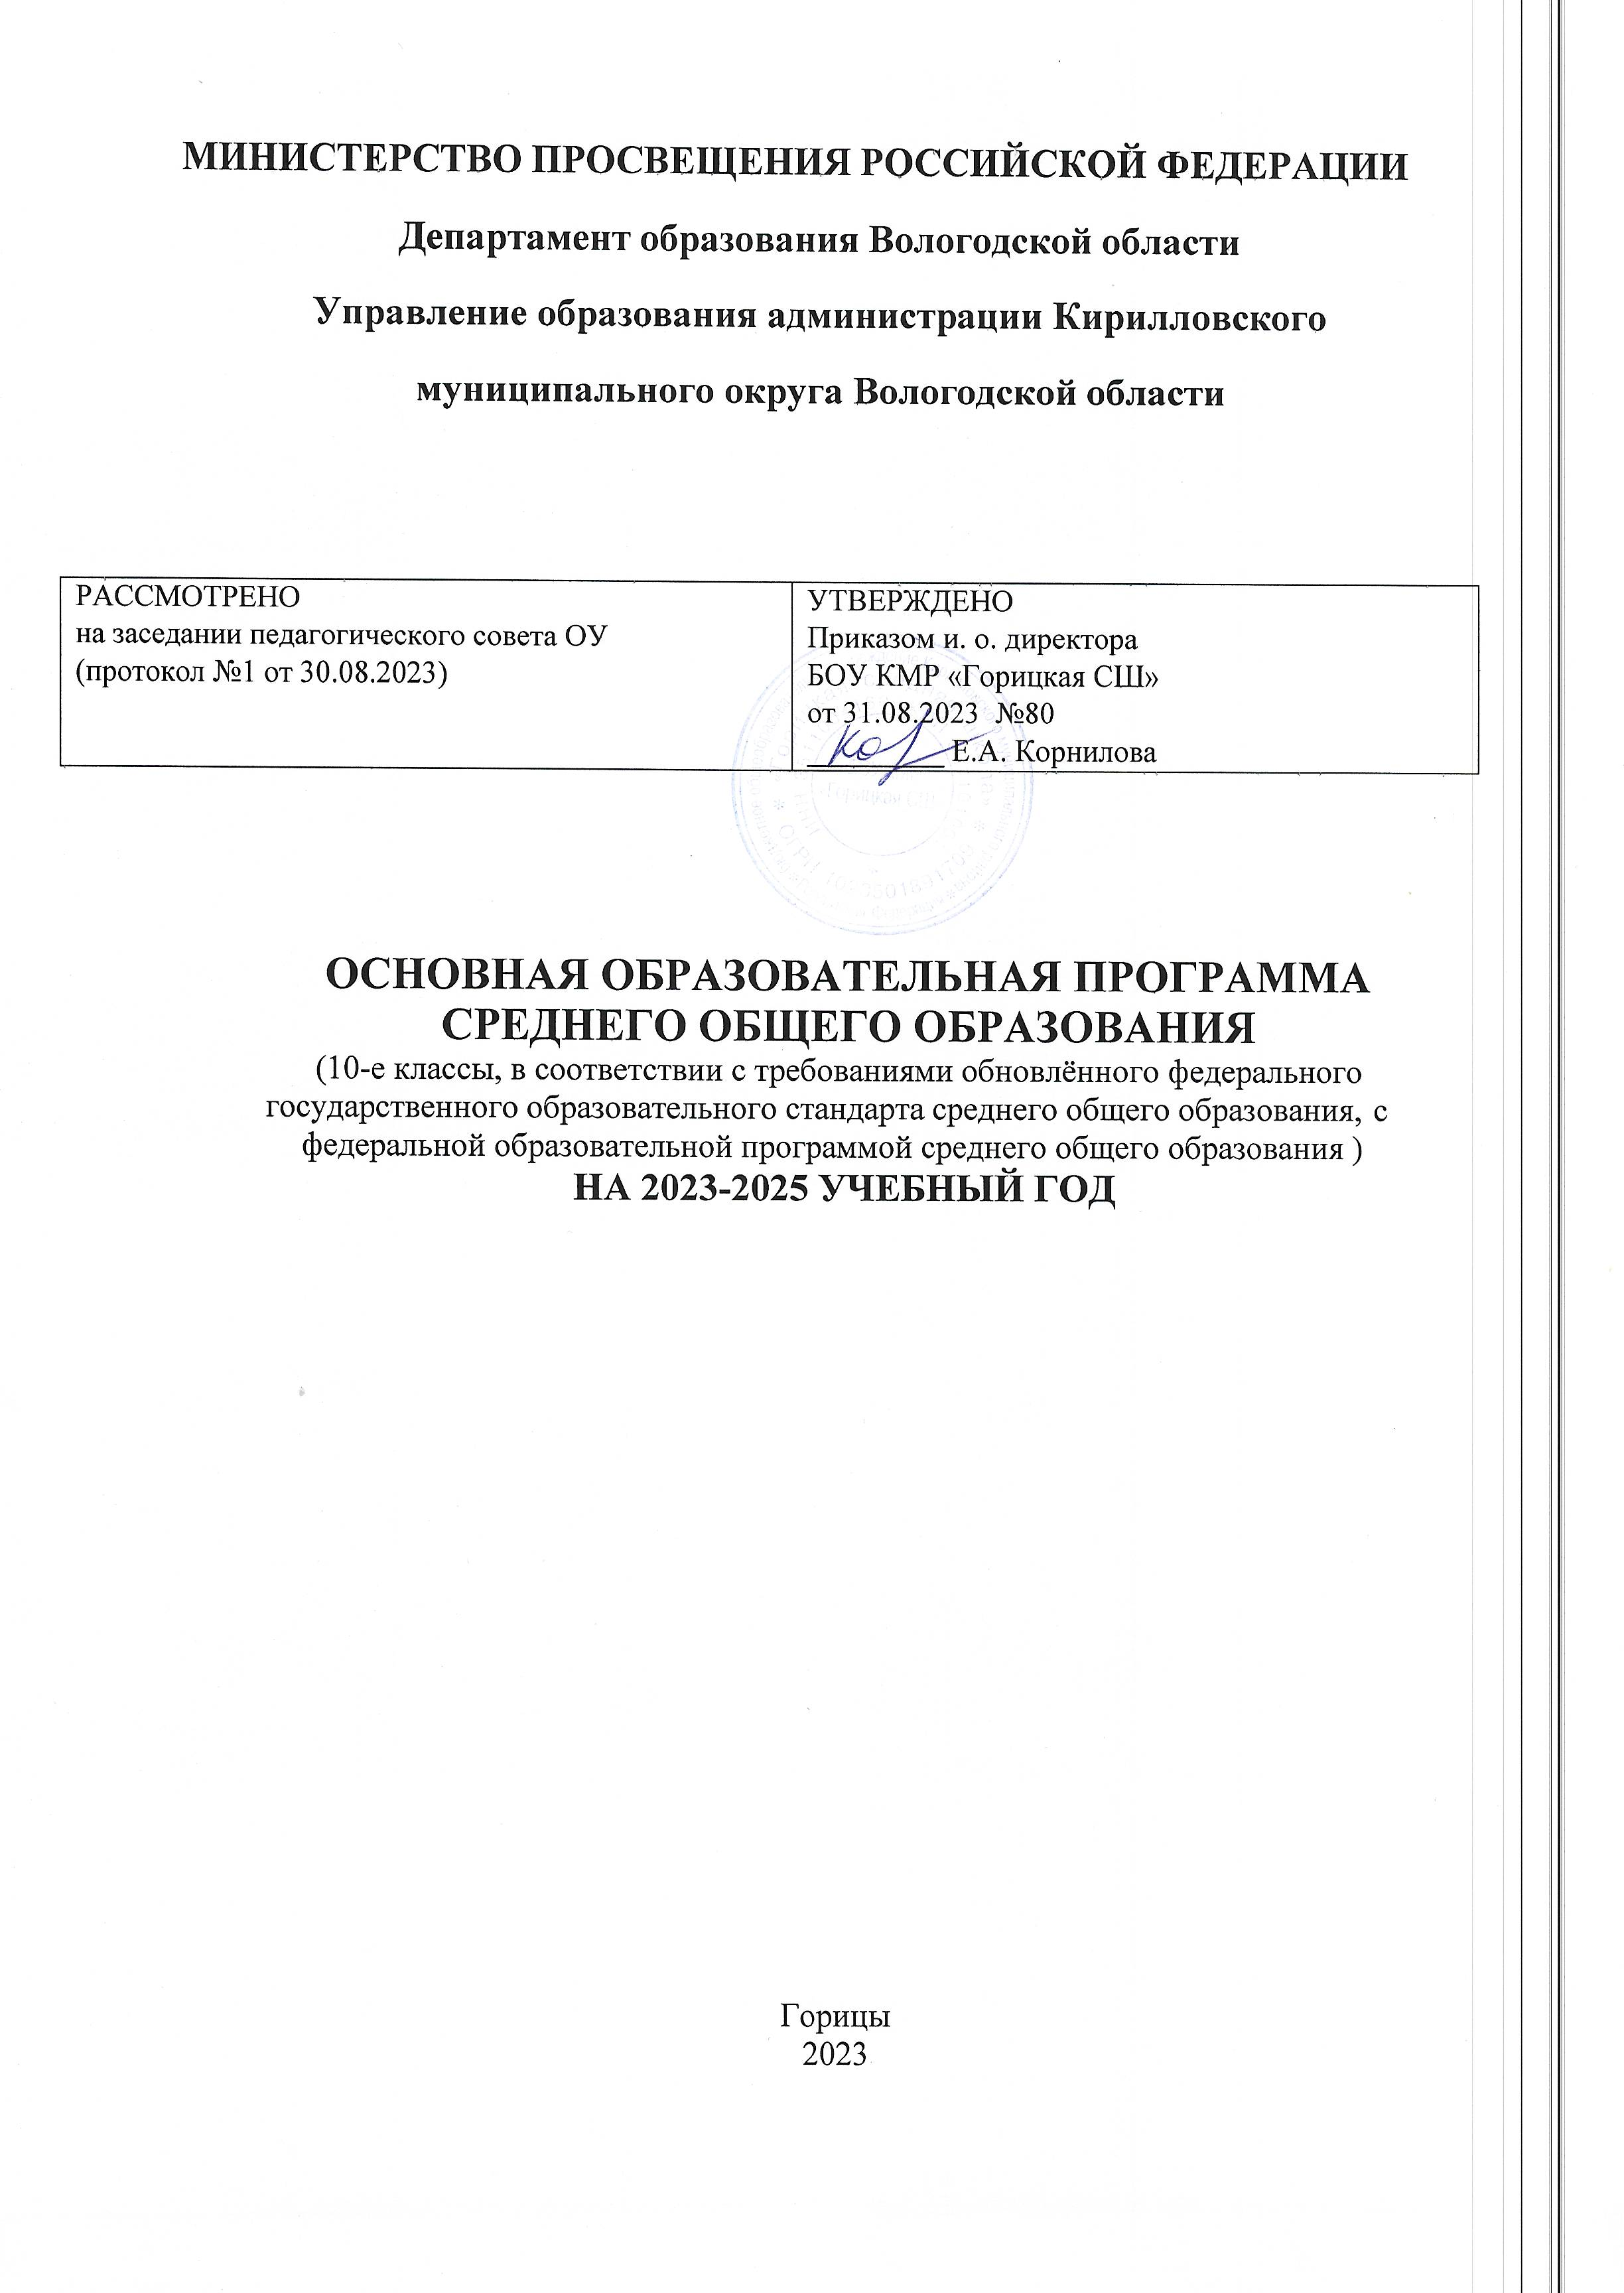 МИНИСТЕРСТВО ПРОСВЕЩЕНИЯ РОССИЙСКОЙ ФЕДЕРАЦИИ
Департамент образования Вологодской области
Управление образования администрации Кирилловского
муниципального округа Вологодской области
РАССМОТРЕНО
на заседании педагогического совета ОУ
(протокол №1 от 30.08.2023)
УТВЕРЖДЕНО
Приказом и. о. директора
БОУ КМР «Горицкая СШ»
от 31.08.2023 №80
Е.А. Корнилова
ОСНОВНАЯ ОБРАЗОВАТЕЛЬНАЯ ПРОГРАММА
СРЕДНЕГО ОБЩЕГО ОБРАЗОВАНИЯ
(10-е классы, в соответствии с требованиями обновлённого федерального
государственного образовательного стандарта среднего общего образования, с
федеральной образовательной программой среднего общего образования )
НА 2023-2025 УЧЕБНЫЙ ГОД
Горицы
2023